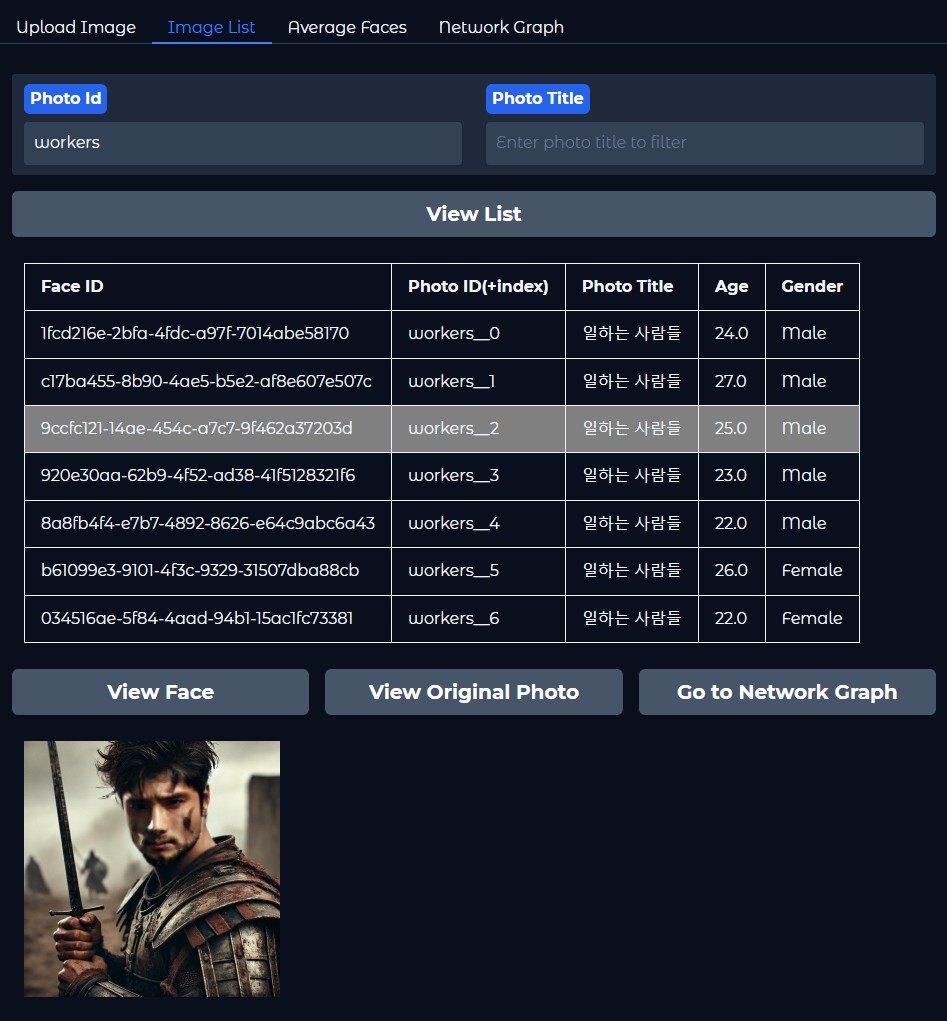 Upload Image Image List Average Faces Network Graph
Photo Id Photo Title
workers Enter photo title to filter
View List
Face ID Photo ID(+index) Photo Title Age Gender
1fcd216e-2bfa-4fdc-a97f-7014abe58170 workers__0 일하는 사람들 24.0 Male
c17ba455-8b90-4ae5-b5e2-af8e607e507c workers__1 일하는 사람들 27.0 Male
9ccfc121-14ae-454c-a7c7-9f462a37203d workers__2 일하는 사람들 25.0 Male
920e30aa-62b9-4f52-ad38-41f5128321f6 workers__3 일하는 사람들 23.0 Male
8a8fb4f4-e7b7-4892-8626-e64c9abc6a43 workers__4 일하는 사람들 22.0 Male
b61099e3-9101-4f3c-9329-31507dba88cb workers__5 일하는 사람들 26.0 Female
034516ae-5f84-4aad-94b1-15ac1fc73381 workers__6 일하는 사람들 22.0 Female
View Face View Original Photo Go to Network Graph